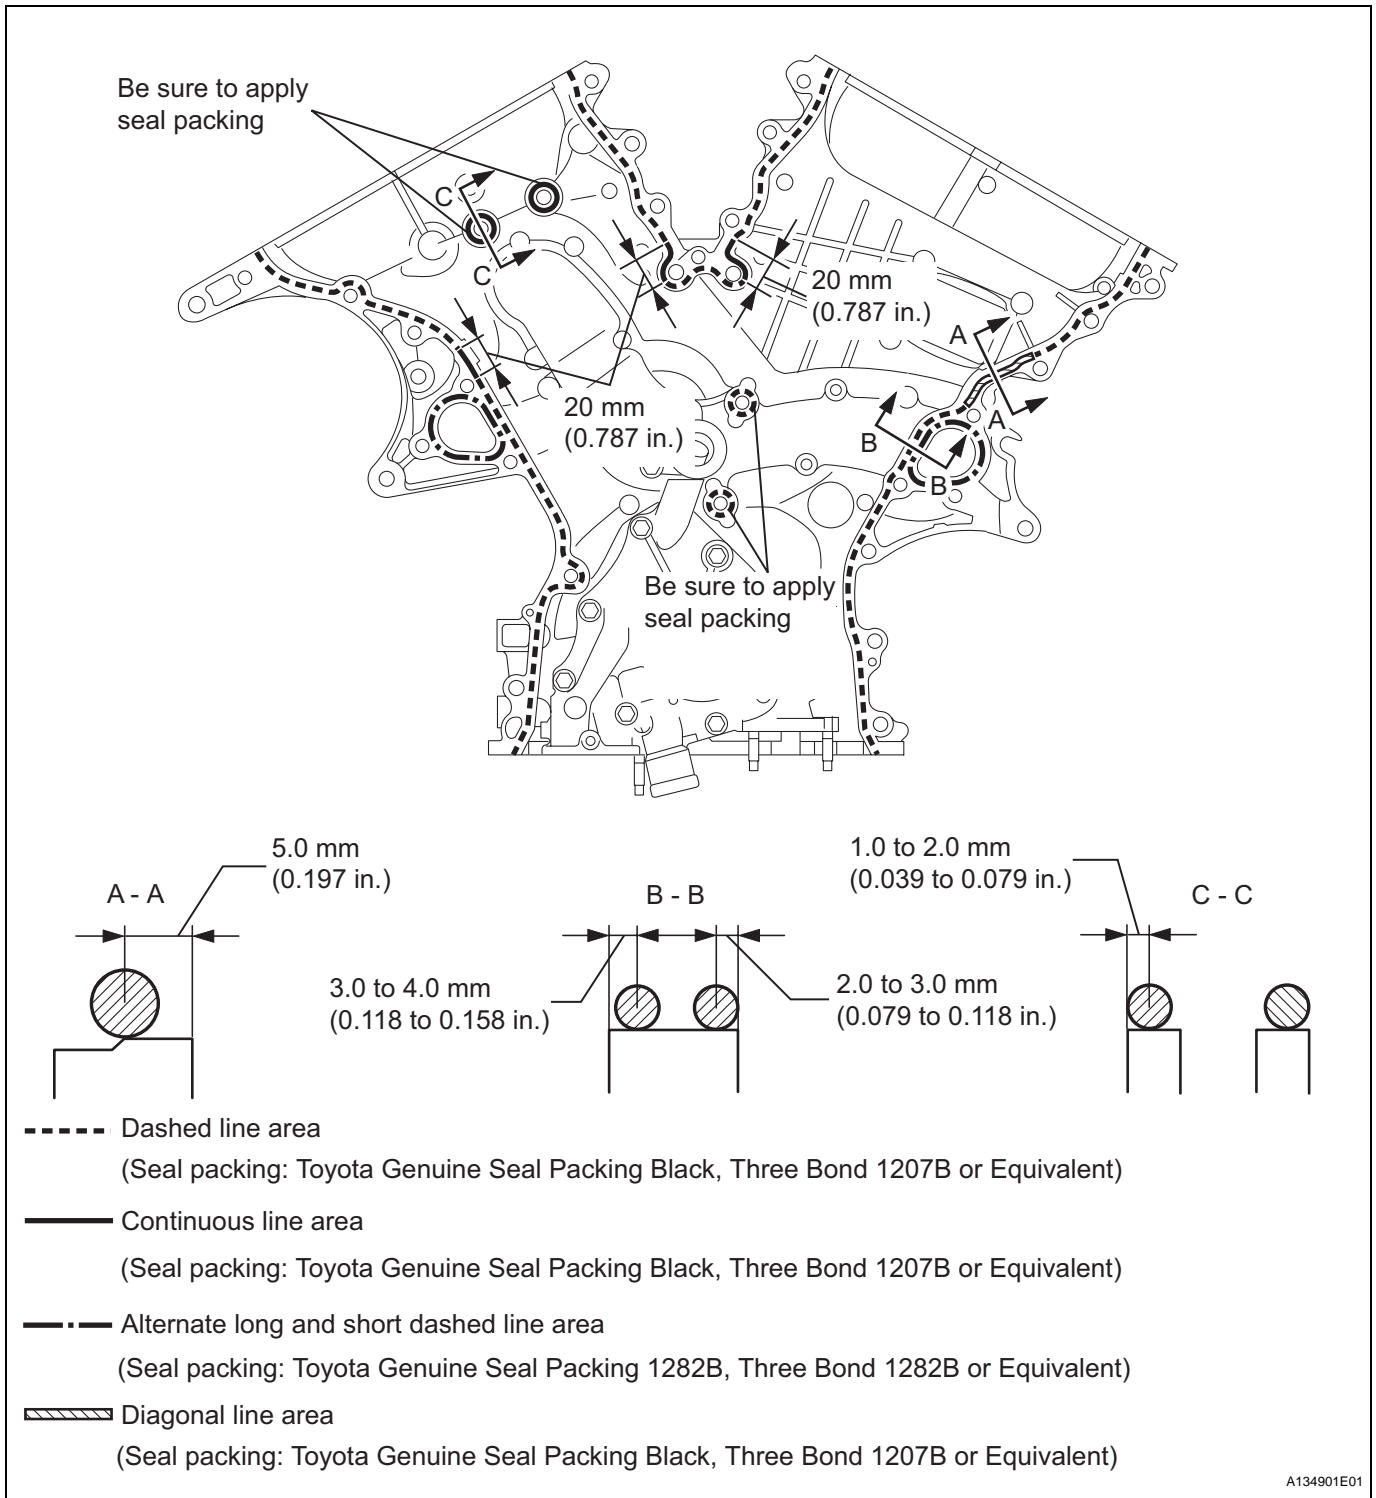 Be sure to apply
seal packing
C
C
20 mm
(0.787 in.)
A
A
20 mm
(0.787 in.)
B
B
Be sure to apply
seal packing
5.0 mm
(0.197 in.)
A - A
3.0 to 4.0 mm
(0.118 to 0.158 in.)
B - B
2.0 to 3.0 mm
(0.079 to 0.118 in.)
1.0 to 2.0 mm
(0.039 to 0.079 in.)
C - C
Dashed line area
(Seal packing: Toyota Genuine Seal Packing Black, Three Bond 1207B or Equivalent)
Continuous line area
(Seal packing: Toyota Genuine Seal Packing Black, Three Bond 1207B or Equivalent)
Alternate long and short dashed line area
(Seal packing: Toyota Genuine Seal Packing 1282B, Three Bond 1282B or Equivalent)
Diagonal line area
(Seal packing: Toyota Genuine Seal Packing Black, Three Bond 1207B or Equivalent)
A134901E01